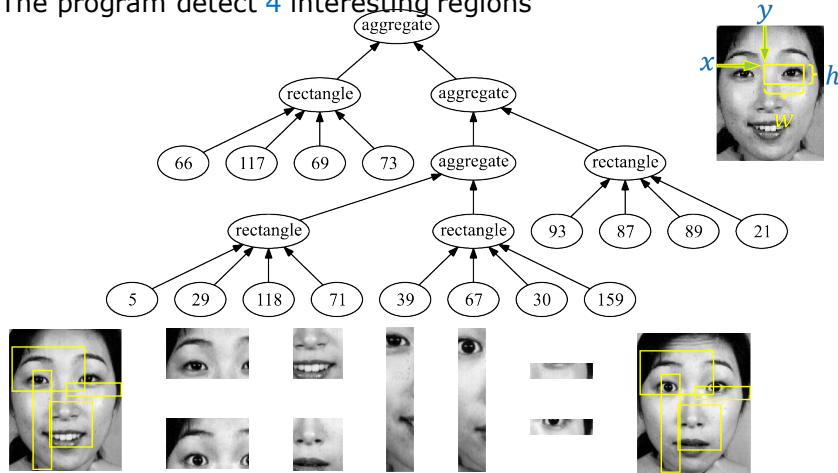 The program detect 4 interesting regions
aggregate
y
x
h
w
rectangle
aggregate
66 117 69 73
aggregate
rectangle
rectangle
rectangle
93 87 89 21
5 29 118 71 39 67 30 159